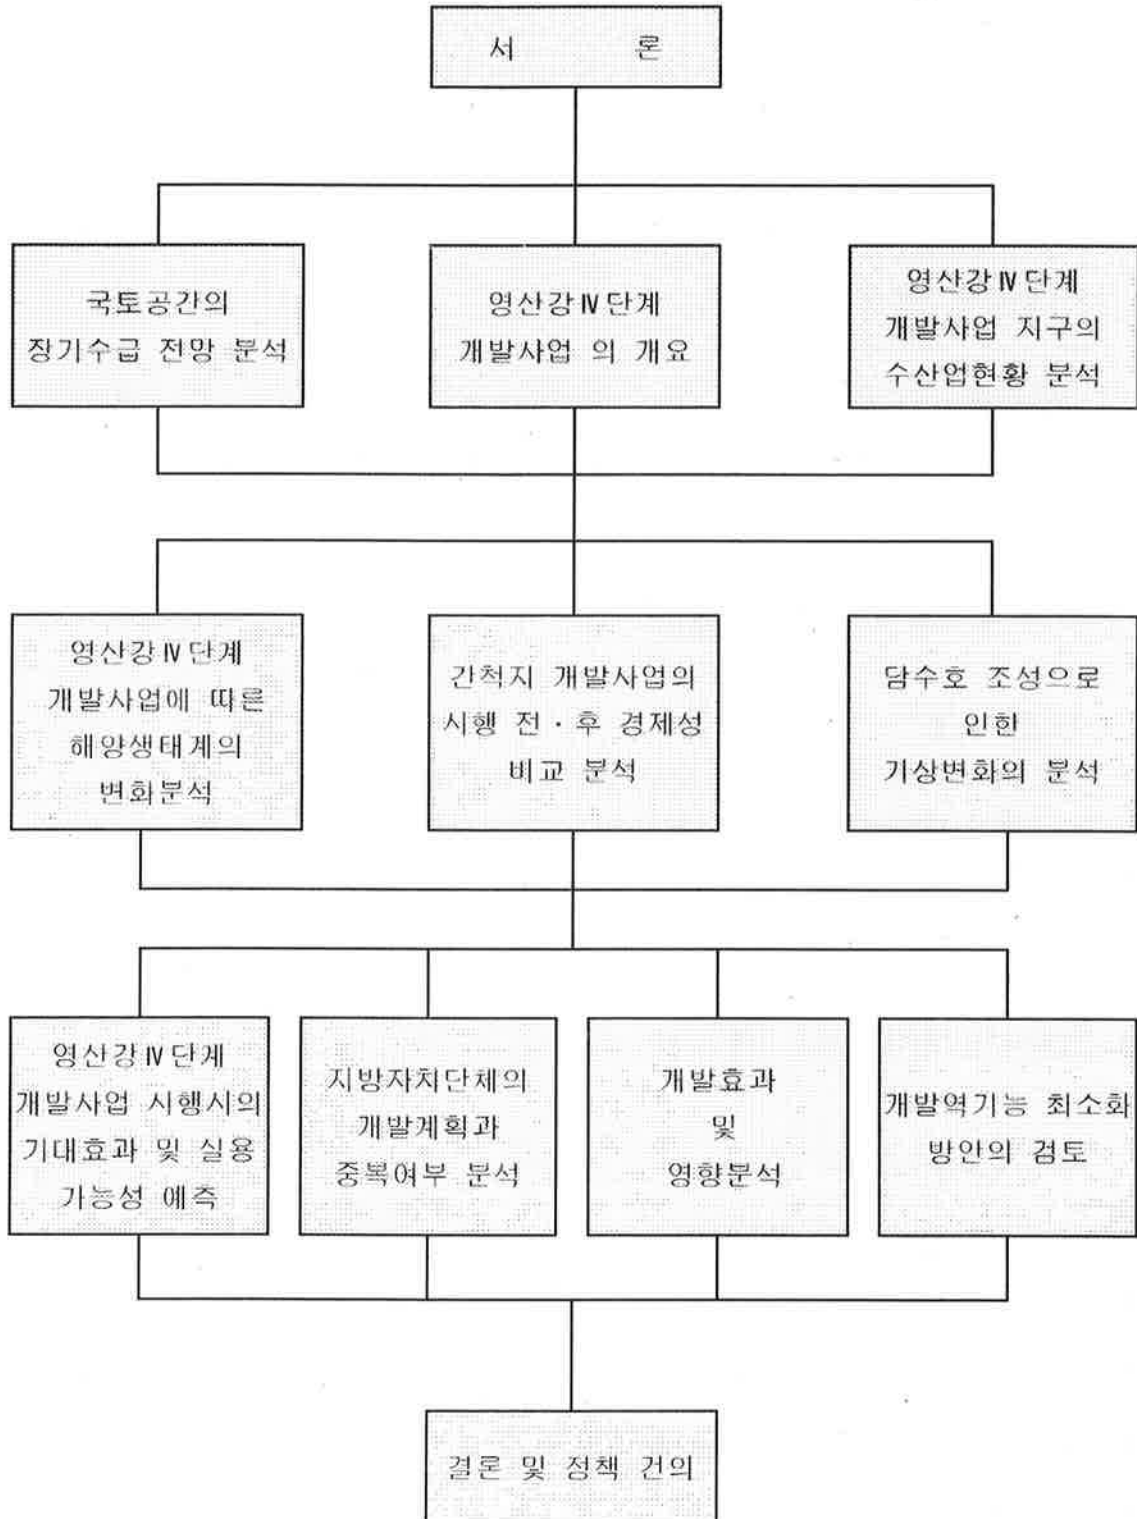 서 론
국토공간의
장기수급 전망 분석
영산강Ⅳ단계
개발사업 의 개요
영산강Ⅳ단계
개발사업 지구의
수산업현황 분석
영산강Ⅳ단계
개발사업에 따른
해양생태계의
변화분석
간척지 개발사업의
시행 전·후 경제성
비교 분석
담수호 조성으로
인한
기상변화의 분석
영산강Ⅳ단계
개발사업 시행시의
기대효과 및 실용
가능성 예측
지방자치단체의
개발계획과
중복여부 분석
개발효과
및
영향분석
개발역기능 최소화
방안의 검토
결론 및 정책 건의